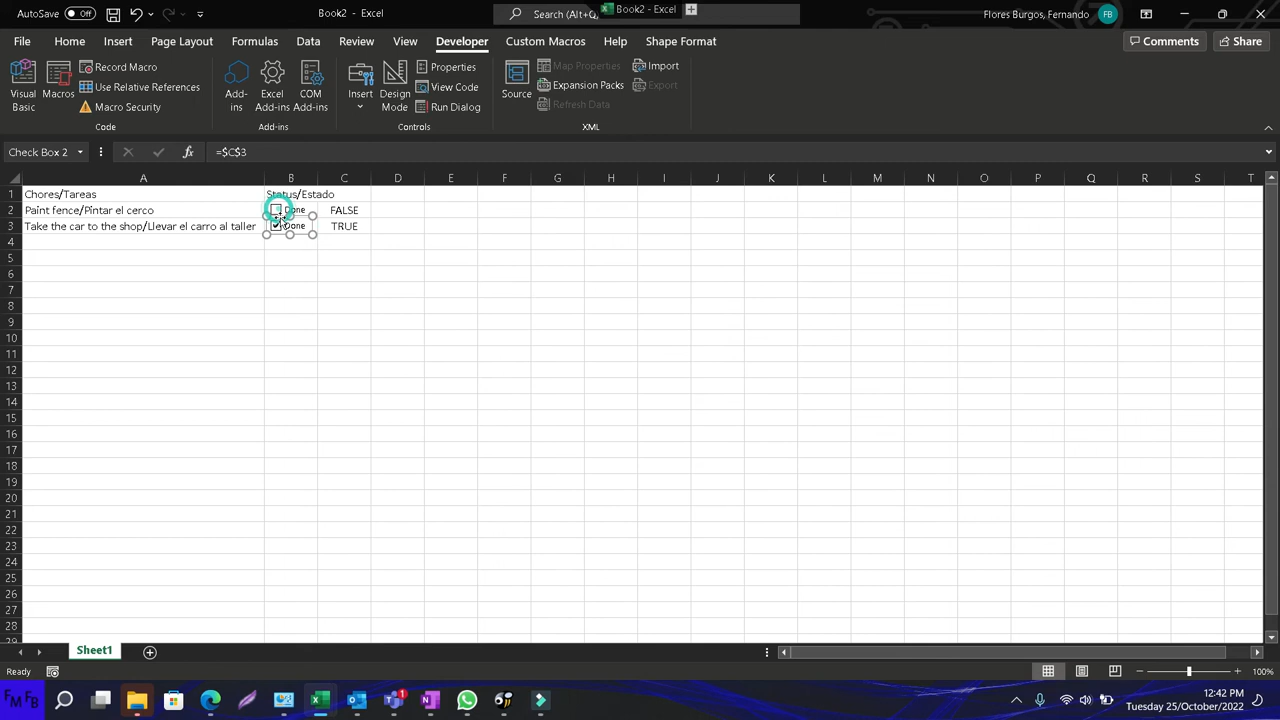 AutoSave Off Book2 - Excel Search (Alt+Q) Book2 - Excel Flores Burgos, Fernando FB
File Home Insert Page Layout Formulas Data Review View Developer Custom Macros Help Shape Format Comments Share
Visual Basic
Macros
Record Macro
Use Relative References
Macro Security
Code
Add-ins
Excel Add-ins
COM Add-ins
Add-ins
Insert
Design Mode
Properties
View Code
Run Dialog
Controls
Source
Map Properties
Expansion Packs
Refresh Data
Import
Export
XML
Check Box 2 fx =$C$3
A B C D E F G H I J K L M N O P Q R S T
1 Chores/Tareas Status/Estado
2 Paint fence/Pintar el cerco Done FALSE
3 Take the car to the shop/Llevar el carro al taller Done TRUE
4
5
6
7
8
9
10
11
12
13
14
15
16
17
18
19
20
21
22
23
24
25
26
27
28
29
Sheet1
Ready 100%
FMFB 1 12:42 PM
Tuesday 25/October/2022